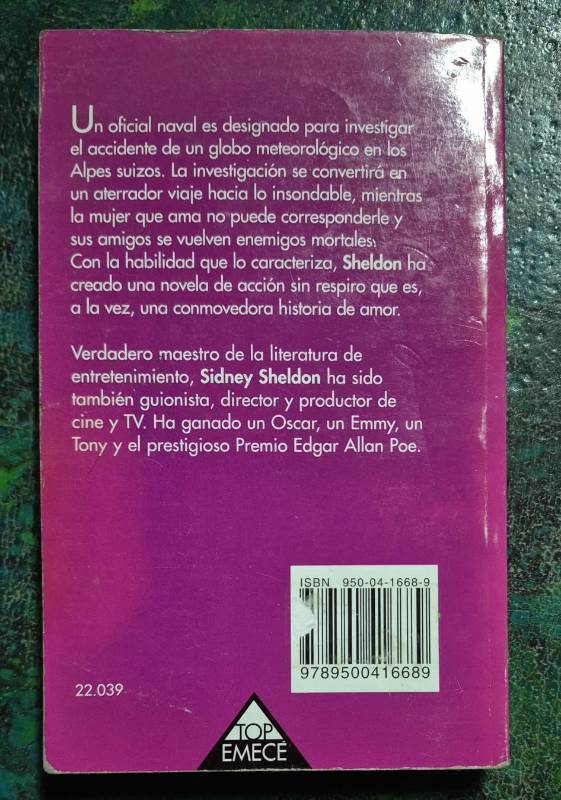 Un oficial naval es designado para investigar
el accidente de un globo meteorológico en los
Alpes suizos. La investigación se convertirá en
un aterrador viaje hacia lo insondable, mientras
la mujer que ama no puede corresponderle y
sus amigos se vuelven enemigos mortales.
Con la habilidad que lo caracteriza, Sheldon ha
creado una novela de acción sin respiro que es,
a la vez, una conmovedora historia de amor.
Verdadero maestro de la literatura de
entretenimiento, Sidney Sheldon ha sido
también guionista, director y productor de
cine y TV. Ha ganado un Oscar, un Emmy, un
Tony y el prestigioso Premio Edgar Allan Poe.
ISBN 950-04-1668-9
9789500416689
22.039
TOP
EMECÉ